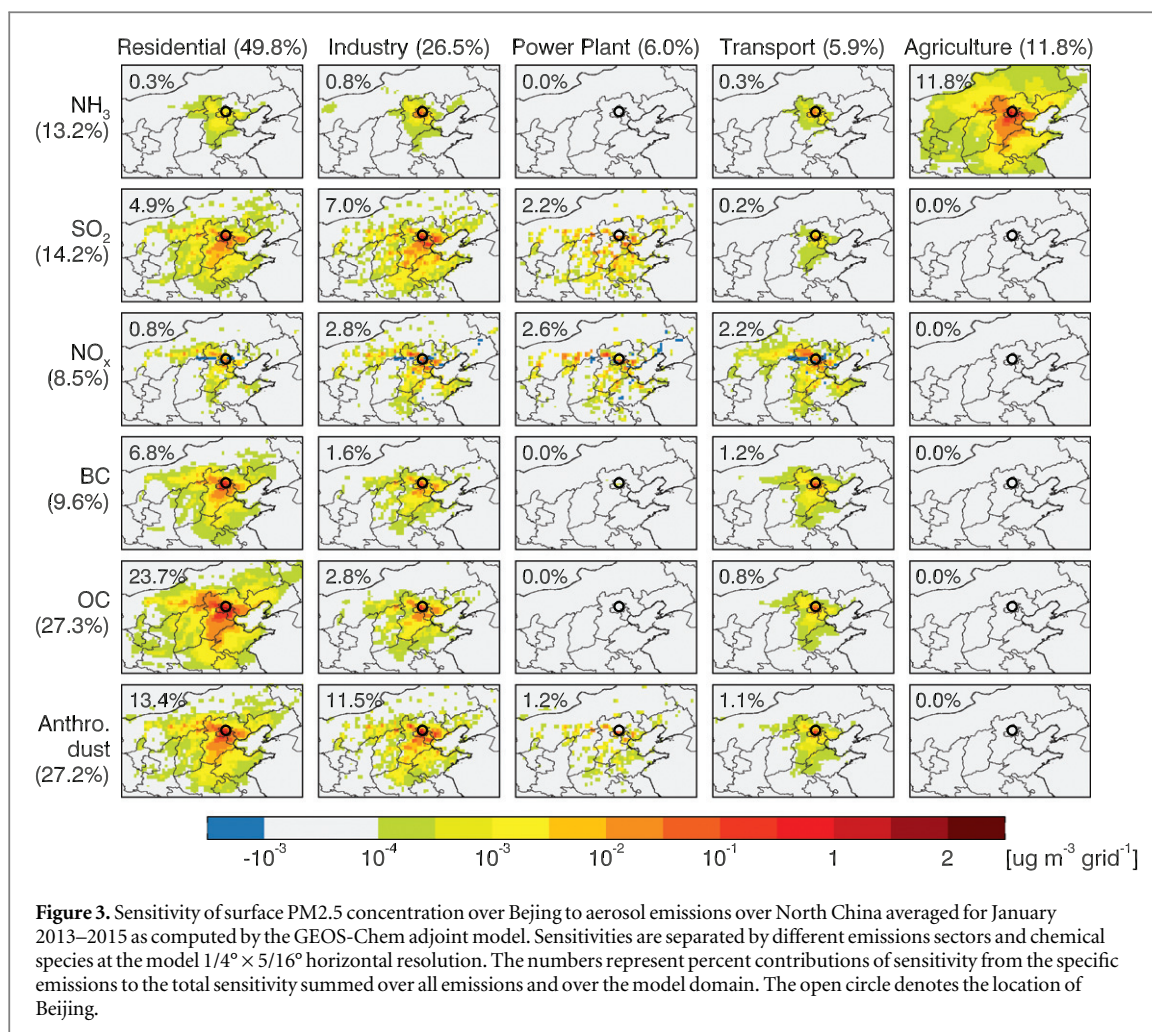 Residential (49.8%) Industry (26.5%) Power Plant (6.0%) Transport (5.9%) Agriculture (11.8%)
NH₃
(13.2%)
0.3% 0.8% 0.0% 0.3% 11.8%
SO₂
(14.2%)
4.9% 7.0% 2.2% 0.2% 0.0%
NOₓ
(8.5%)
0.8% 2.8% 2.6% 2.2% 0.0%
BC
(9.6%)
6.8% 1.6% 0.0% 1.2% 0.0%
OC
(27.3%)
23.7% 2.8% 0.0% 0.8% 0.0%
Anthro.
dust
(27.2%)
13.4% 11.5% 1.2% 1.1% 0.0%
-10⁻³ 10⁻⁴ 10⁻³ 10⁻² 10⁻¹ 1 2 [ug m⁻³ grid⁻¹]
Figure 3. Sensitivity of surface PM2.5 concentration over Bejing to aerosol emissions over North China averaged for January
2013–2015 as computed by the GEOS-Chem adjoint model. Sensitivities are separated by different emissions sectors and chemical
species at the model 1/4° × 5/16° horizontal resolution. The numbers represent percent contributions of sensitivity from the specific
emissions to the total sensitivity summed over all emissions and over the model domain. The open circle denotes the location of
Beijing.